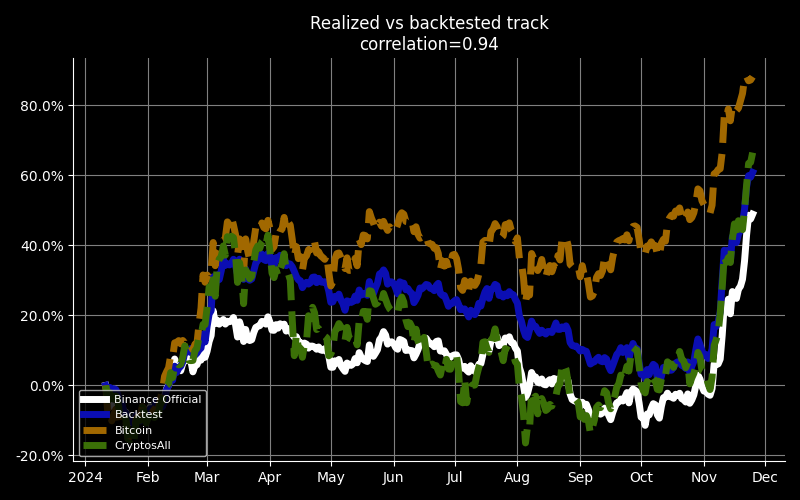 Realized vs backtested track
correlation=0.94
80.0%
60.0%
40.0%
20.0%
0.0%
-20.0%
Binance Official
Backtest
Bitcoin
CryptosAll
2024 Feb Mar Apr May Jun Jul Aug Sep Oct Nov Dec